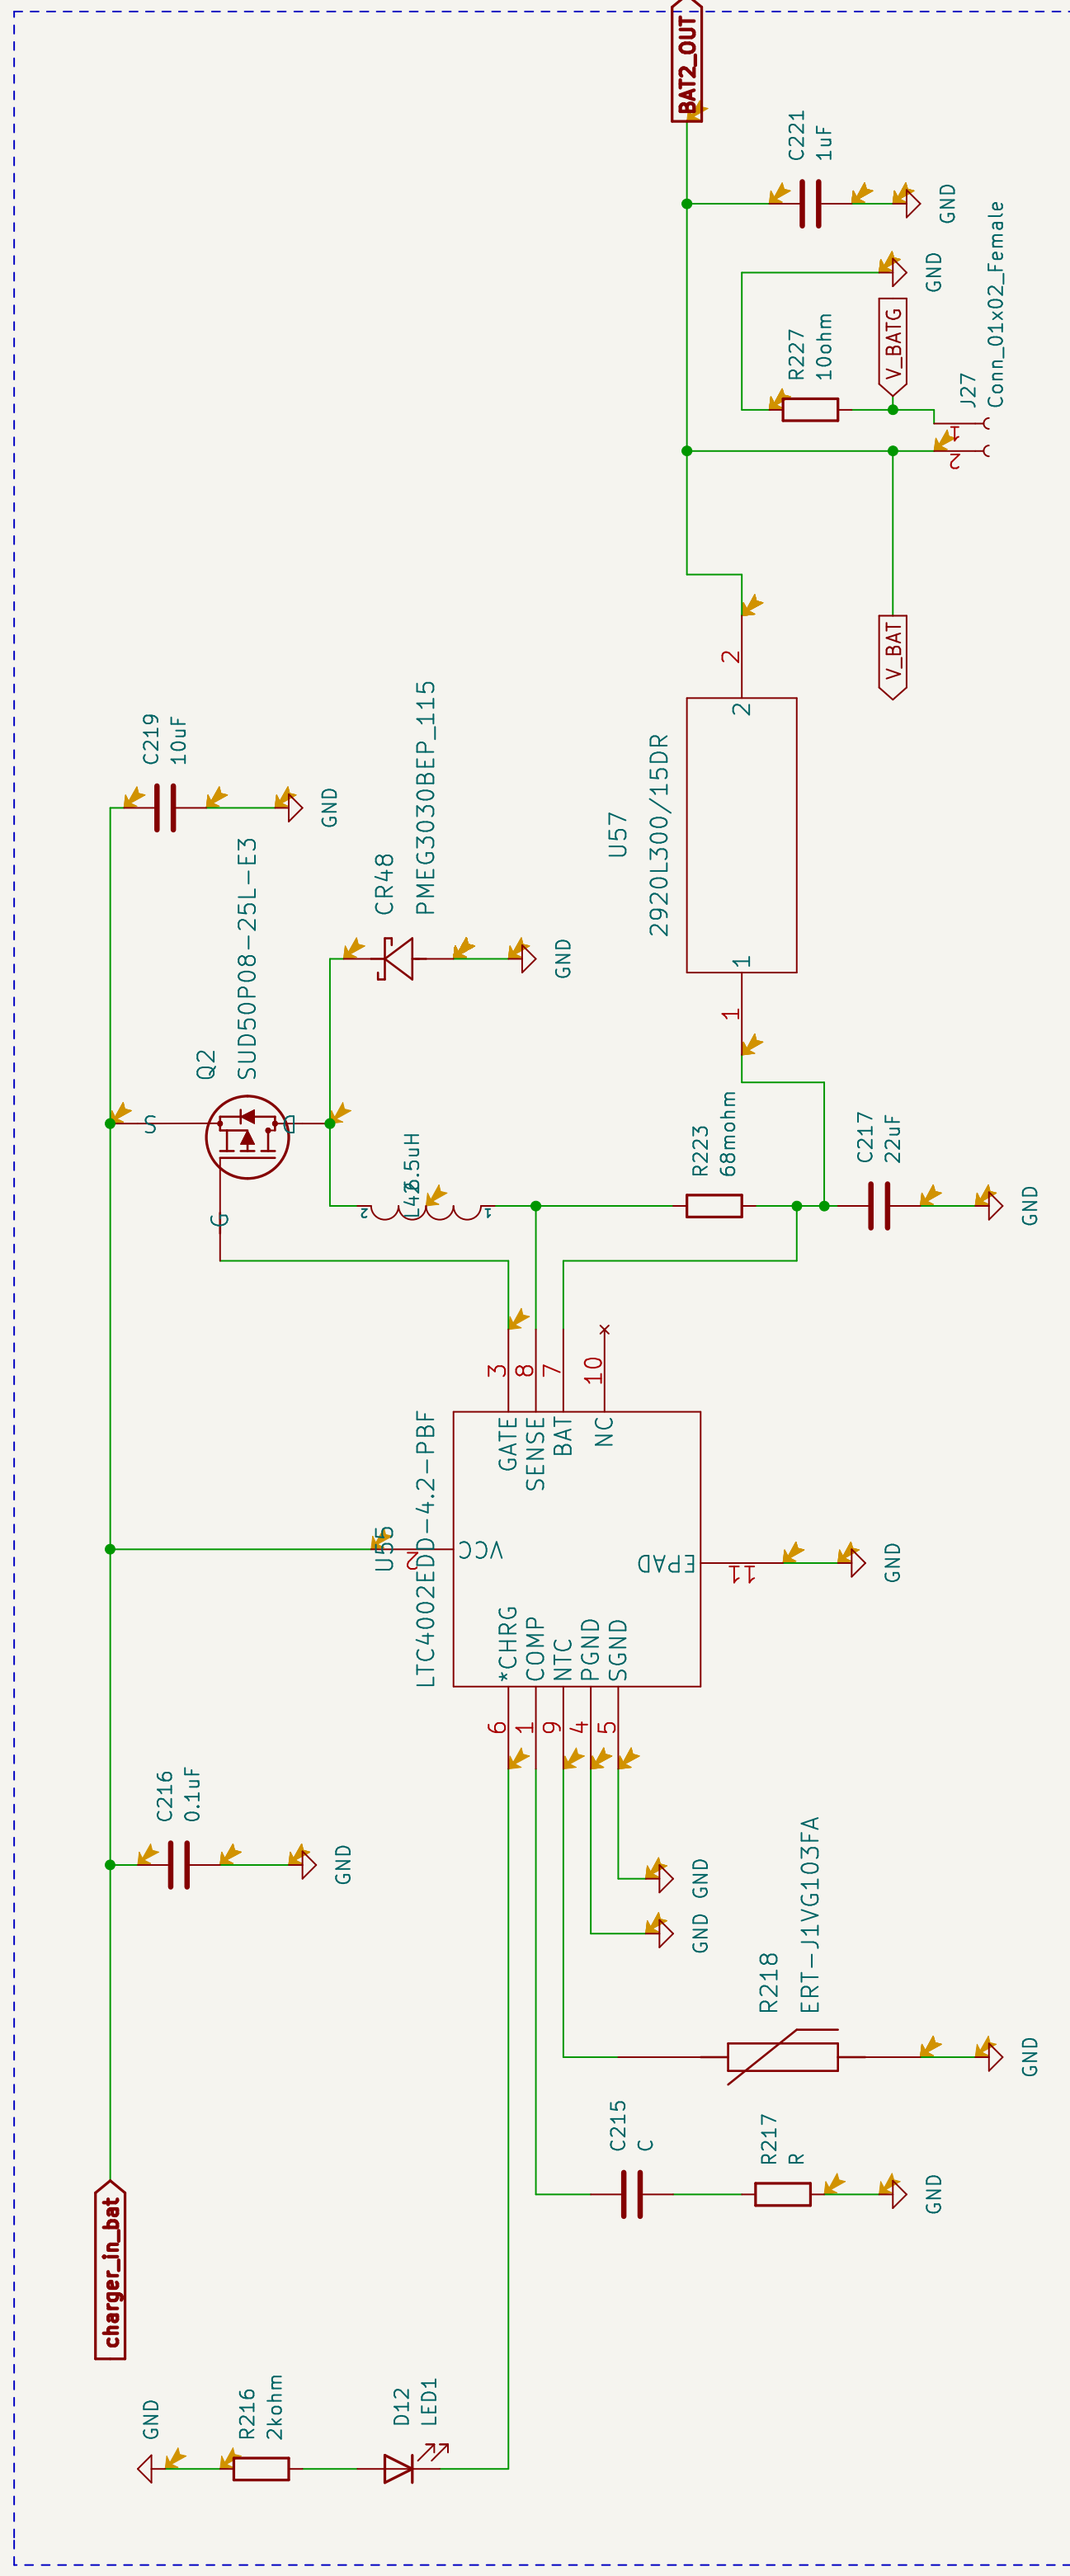 charger_in_bat
GND
R216
2kohm
D12
LED1
C216
0.1uF
GND
C219
10uF
GND
Q2
SUD50P08-25L-E3
S
D
G
CR48
PMEG3030BEP_115
GND
L42
6.5uH
2
1
U55
LTC4002EDD-4.2-PBF
2
VCC
6
*CHRG
1
COMP
9
NTC
4
PGND
5
SGND
3
GATE
8
SENSE
7
BAT
10
NC
EPAD
11
GND
GND
GND
R218
ERT-J1VG103FA
GND
C215
C
R217
R
GND
R223
68mohm
C217
22uF
GND
U57
2920L300/15DR
1
1
2
2
BAT2_OUT
C221
1uF
GND
GND
R227
10ohm
V_BATG
V_BAT
J27
Conn_01x02_Female
1
2